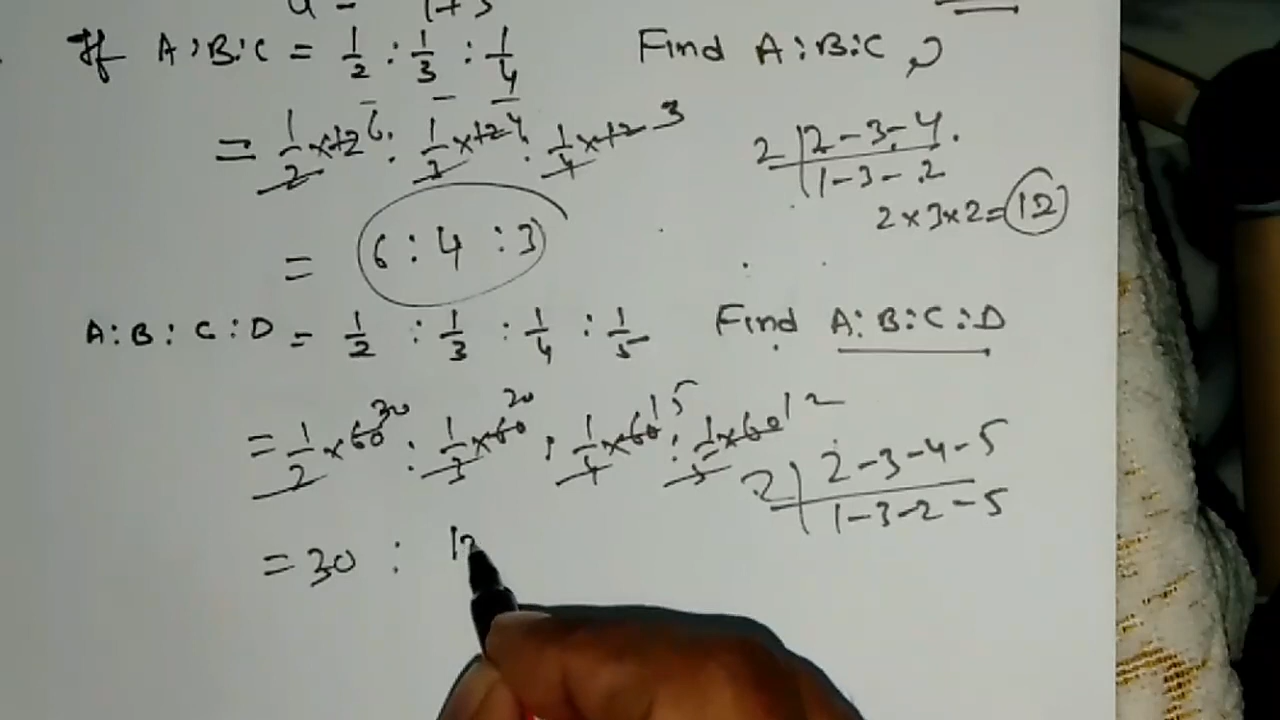 If A:B:C = 1/2 : 1/3 : 1/4 Find A:B:C
= 1/2 x 12 6 : 1/3 x 12 4 : 1/4 x 12 3
2 | 2-3-4
1-3-2
2x3x2=12
= 6:4:3
A:B:C:D = 1/2 : 1/3 : 1/4 : 1/5 Find A:B:C:D
= 1/2 x 60 30 : 1/3 x 60 20 : 1/4 x 60 15 : 1/5 x 60 12
2 | 2-3-4-5
1-3-2-5
= 30 :